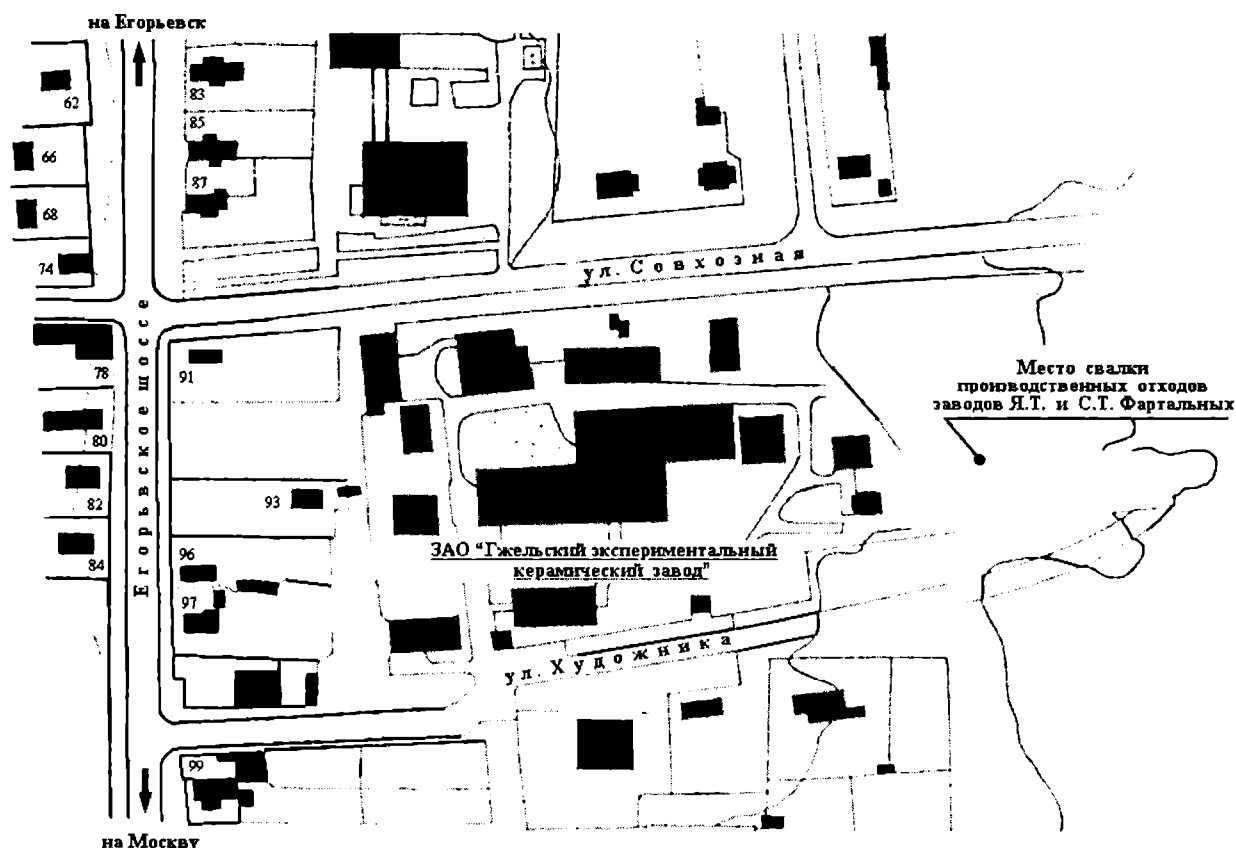 на Егорьевск
62
83
85
66
87
68
74
ул. Совхозная
Егорьвское шоссе
78
91
Место свалки
производственных отходов
заводов Я.Т. и С.Т. Фартальных
80
82
93
84
96
ЗАО "Гжельский экспериментальный
керамический завод"
97
ул. Художника
99
на Москву